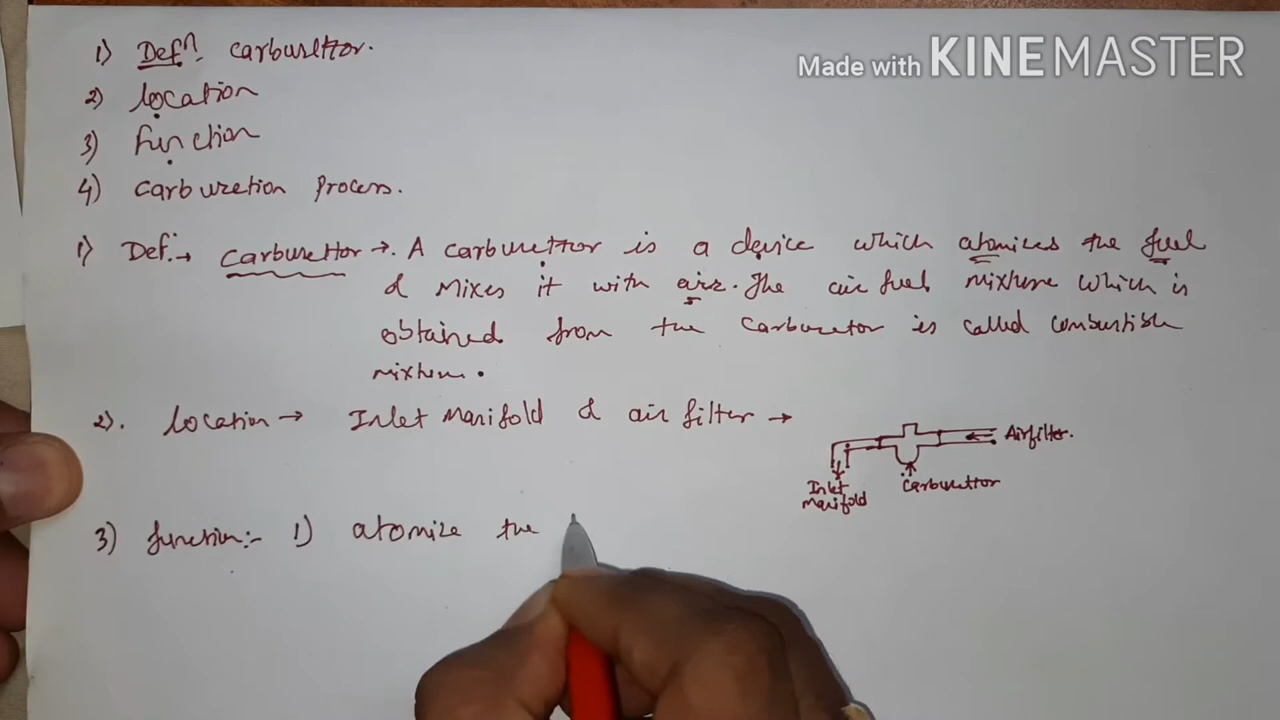 1) Defn. carburettor.
Made with KINEMASTER
2) location
3) Function
4) Carburetion Process.
1) Def:→ Carburettor →. A carburettor is a device which atomizes the fuel
& mixes it with air. The air fuel mixture which is
obtained from the carburetor is called combustible
mixture.
2). location → Inlet Manifold & air filter →
Airfilter.
Inlet Manifold
Carburettor
3) function:- 1) atomize the